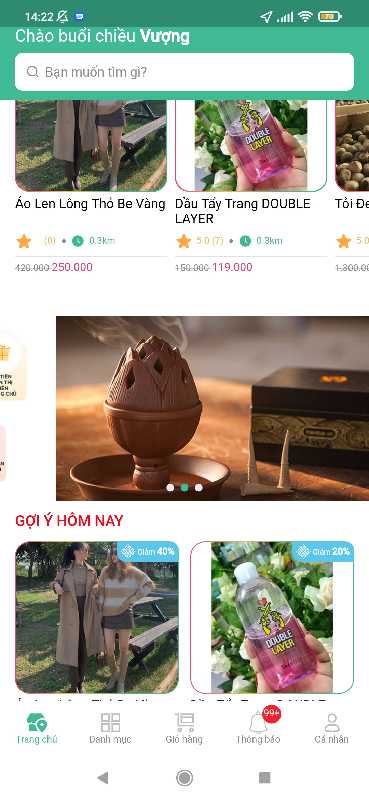 14:22
70
Chào buổi chiều Vượng
Bạn muốn tìm gì?
DOUBLE
LAYER
Áo Len Lông Thỏ Be Vàng
Dầu Tẩy Trang DOUBLE
LAYER
Tỏi Đe
(0) • 0.3km
5.0 (7) • 0.3km
5.0
420.000 250.000
150.000 119.000
1.300.00
GỢI Ý HÔM NAY
Giảm 40%
Giảm 20%
DOUBLE
LAYER
Trang chủ
Danh mục
Giỏ hàng
99+
Thông báo
Cá nhân